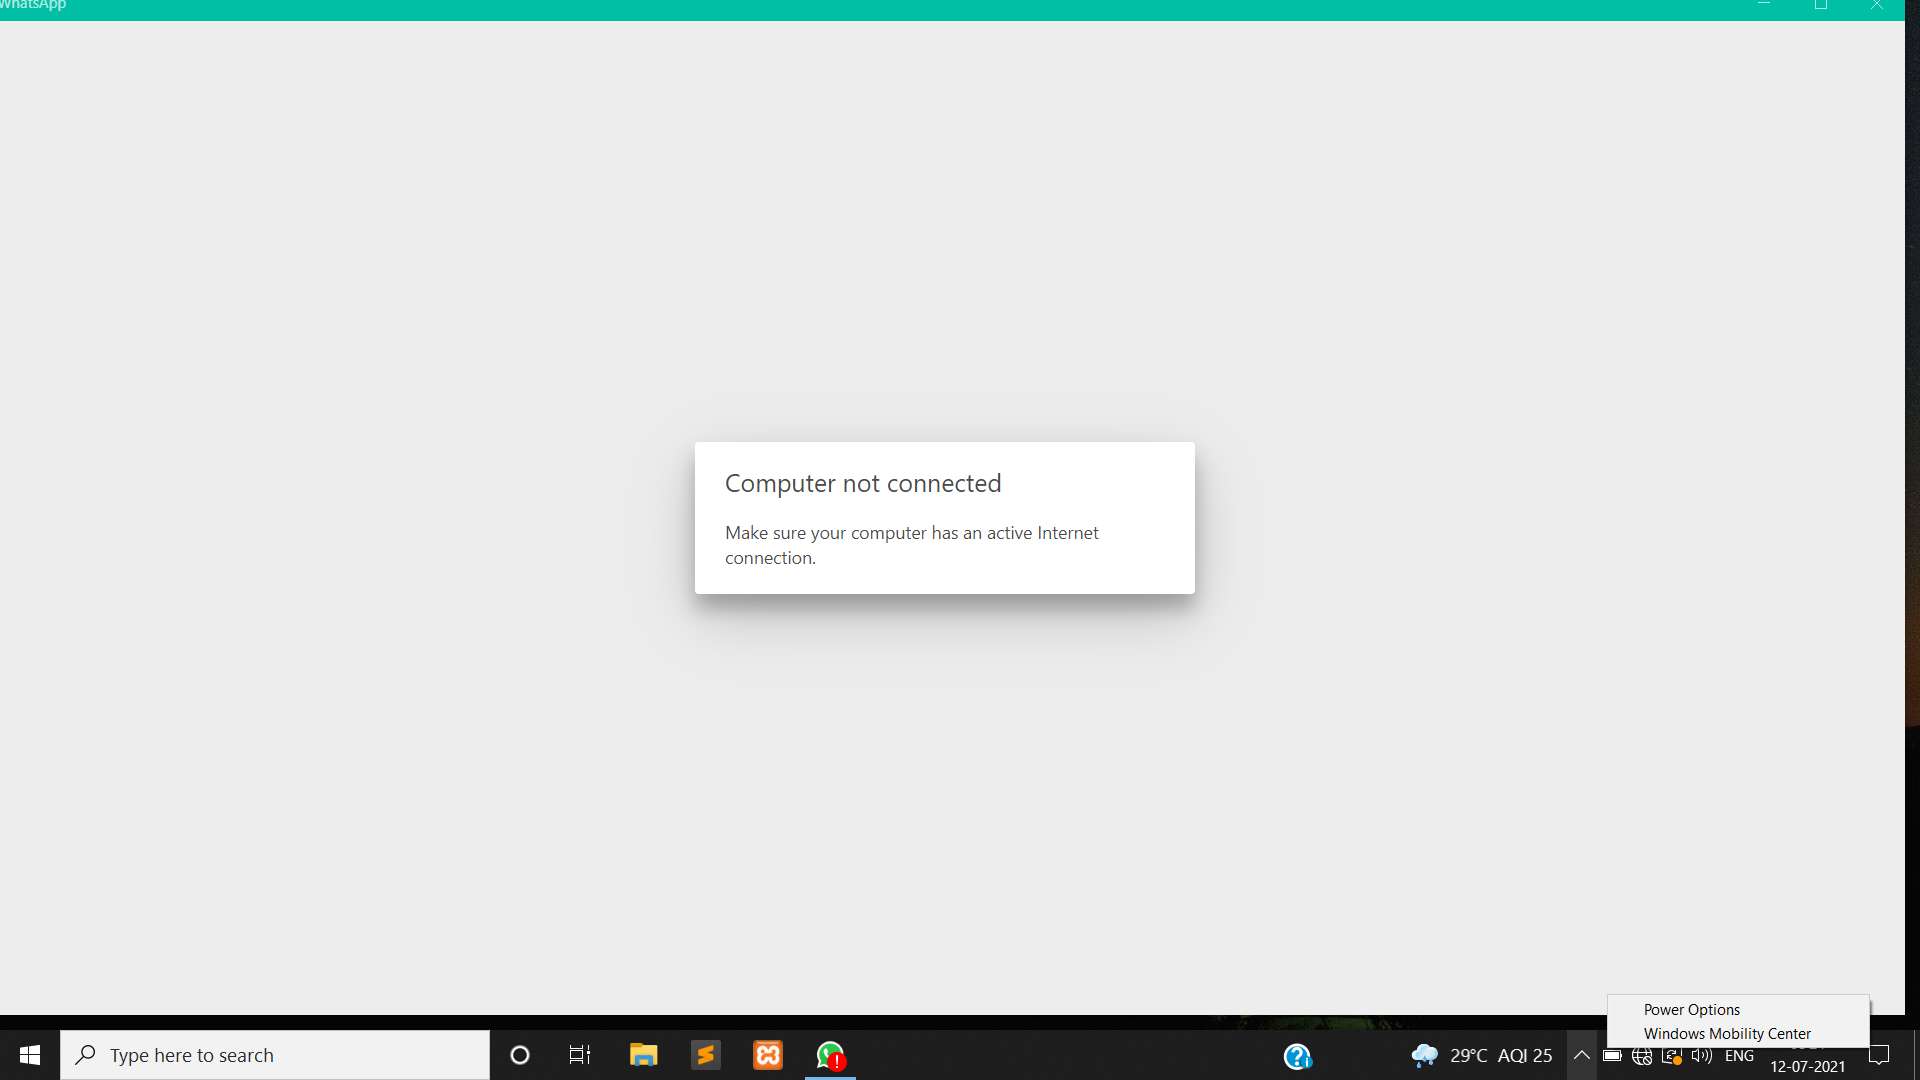 WhatsApp
Computer not connected
Make sure your computer has an active Internet
connection.
Power Options
Windows Mobility Center
Type here to search
29°C AQI 25
ENG
12-07-2021